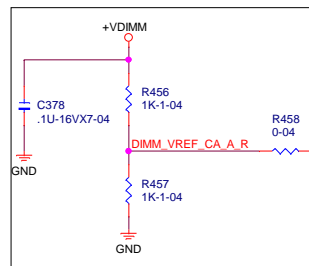 +VDIMM
C378
.1U-16VX7-04
R456
1K-1-04
R458
0-04
DIMM_VREF_CA_A_R
GND
R457
1K-1-04
GND